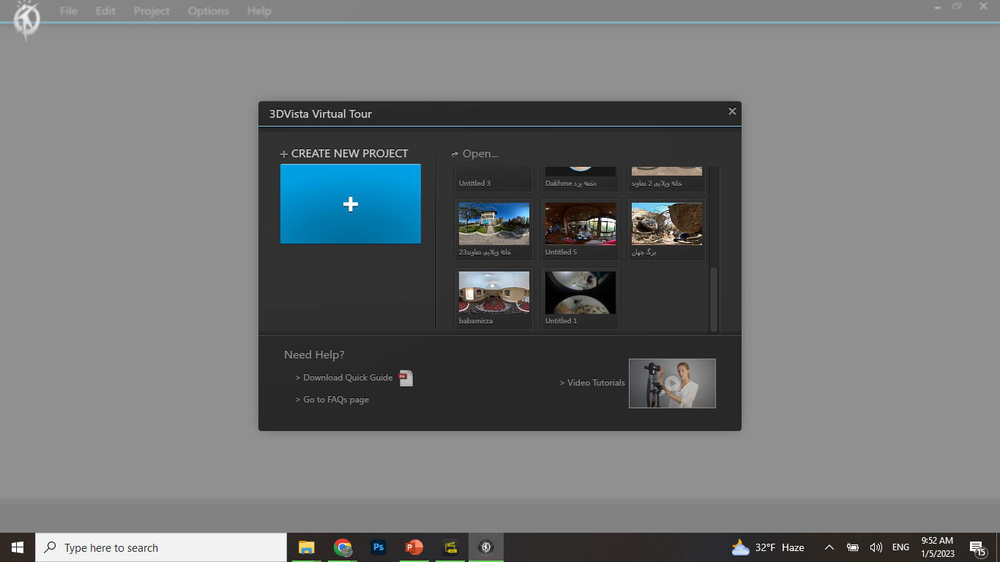 File Edit Project Options Help
3DVista Virtual Tour
+ CREATE NEW PROJECT
Open...
Untitled 3
Dakhme دخمه یزد
خانه ویلایی 2 دماوند
خانه ویلایی دماوند23
Untitled 5
برگ جهان
babamirza
Untitled 1
Need Help?
> Download Quick Guide
PDF
> Go to FAQs page
> Video Tutorials
Type here to search
Ps
P
32°F Haze
ENG
9:52 AM
1/5/2023
15